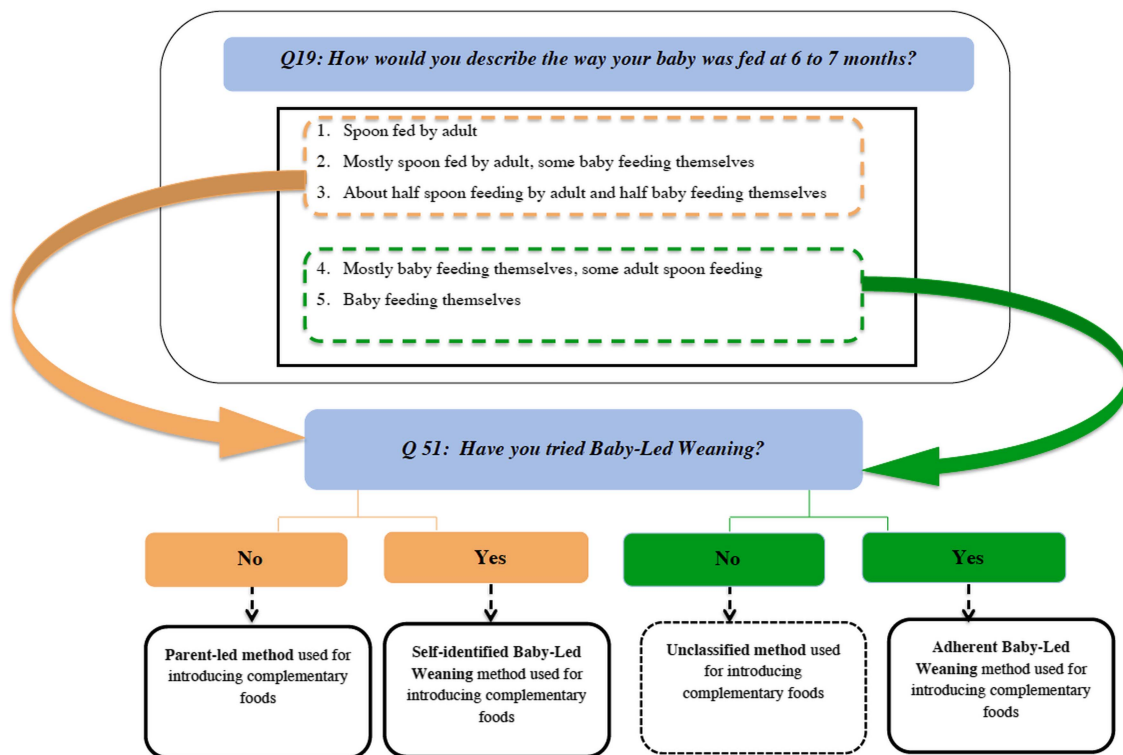 Q19: How would you describe the way your baby was fed at 6 to 7 months?
1. Spoon fed by adult
2. Mostly spoon fed by adult, some baby feeding themselves
3. About half spoon feeding by adult and half baby feeding themselves
4. Mostly baby feeding themselves, some adult spoon feeding
5. Baby feeding themselves
Q 51: Have you tried Baby-Led Weaning?
No
Yes
No
Yes
Parent-led method used for
introducing complementary
foods
Self-identified Baby-Led
Weaning method used for
introducing complementary
foods
Unclassified method used
for introducing
complementary foods
Adherent Baby-Led
Weaning method used for
introducing complementary
foods